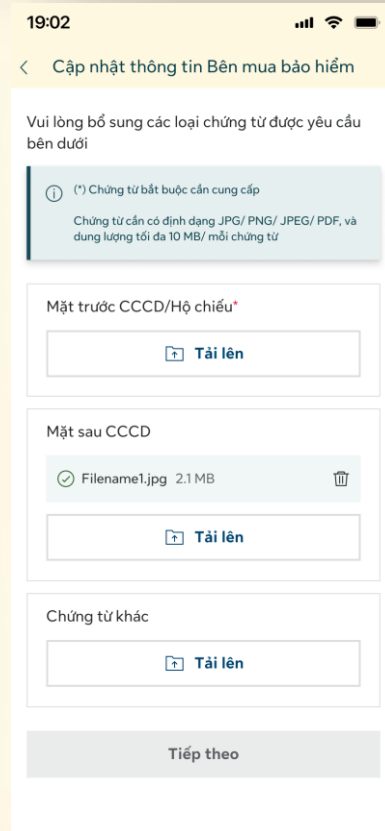 19:02
Cập nhật thông tin Bên mua bảo hiểm
Vui lòng bổ sung các loại chứng từ được yêu cầu
bên dưới
(*) Chứng từ bắt buộc cần cung cấp
Chứng từ cần có định dạng JPG/ PNG/ JPEG/ PDF, và
dung lượng tối đa 10 MB/ mỗi chứng từ
Mặt trước CCCD/Hộ chiếu*
Tải lên
Mặt sau CCCD
Filename1.jpg 2.1 MB
Tải lên
Chứng từ khác
Tải lên
Tiếp theo